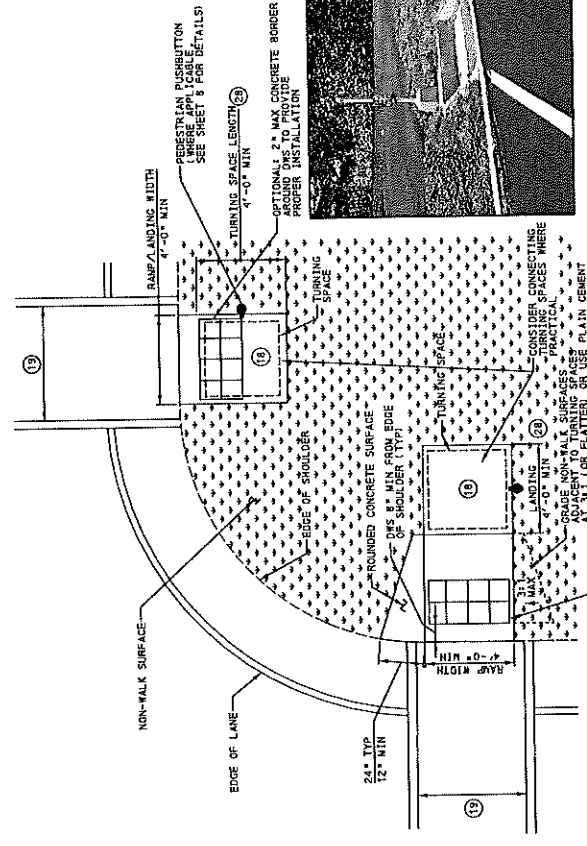 RAMP/LANDING WIDTH
4'-0" MIN
PEDESTRIAN PUSHBUTTON
(WHERE APPLICABLE,
SEE SHEET 6 FOR DETAILS)
TURNING SPACE LENGTH 28
4'-0" MIN
OPTIONAL: 2" MAX CONCRETE BORDER
AROUND DWS TO PROVIDE
PROPER INSTALLATION
19
18
TURNING
SPACE
NON-WALK SURFACE
EDGE OF SHOULDER
EDGE OF LANE
ROUNDED CONCRETE SURFACE
DWS 8" MIN FROM EDGE
OF SHOULDER (TYP)
TURNING SPACE
24" TYP
12" MIN
18
CONSIDER CONNECTING
TURNING SPACES WHERE
PRACTICAL
RAMP WIDTH
4'-0" MIN
3:1
MAX
LANDING 28
4'-0" MIN
19
GRADE NON-WALK SURFACES
ADJACENT TO TURNING SPACES
AT 3:1 (OR FLATTER) OR USE PLAIN CEMENT